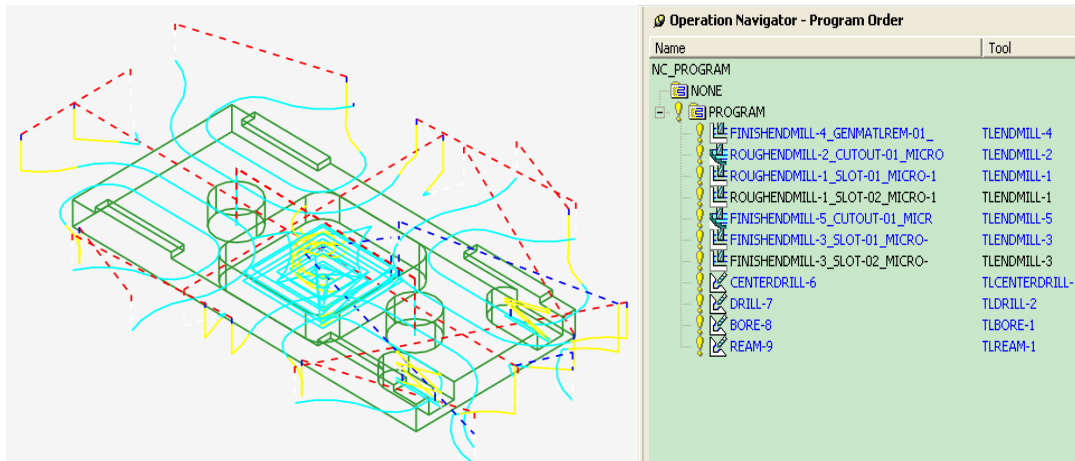 Operation Navigator - Program Order
Name Tool
NC_PROGRAM
NONE
PROGRAM
FINISHENDMILL-4_GENMATLREM-01_ TLENDMILL-4
ROUGHENDMILL-2_CUTOUT-01_MICRO TLENDMILL-2
ROUGHENDMILL-1_SLOT-01_MICRO-1 TLENDMILL-1
ROUGHENDMILL-1_SLOT-02_MICRO-1 TLENDMILL-1
FINISHENDMILL-5_CUTOUT-01_MICR TLENDMILL-5
FINISHENDMILL-3_SLOT-01_MICRO- TLENDMILL-3
FINISHENDMILL-3_SLOT-02_MICRO- TLENDMILL-3
CENTERDRILL-6 TLCENTERDRILL-
DRILL-7 TLDRILL-2
BORE-8 TLBORE-1
REAM-9 TLREAM-1